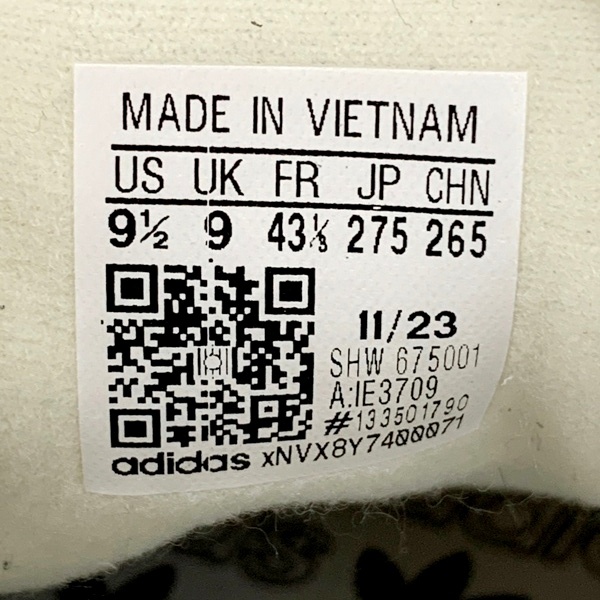 MADE IN VIETNAM
US UK FR JP CHN
9½ 9 43⅓ 275 265
11/23
SHW 675001
A:IE3709
#133501790
adidas xNVX8Y7400071